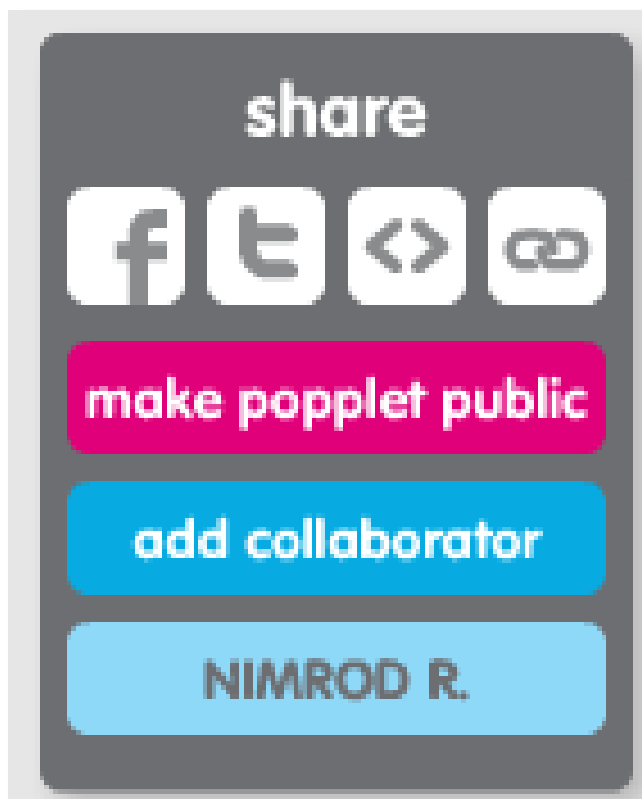 share
f t <>
make popplet public
add collaborator
NIMROD R.